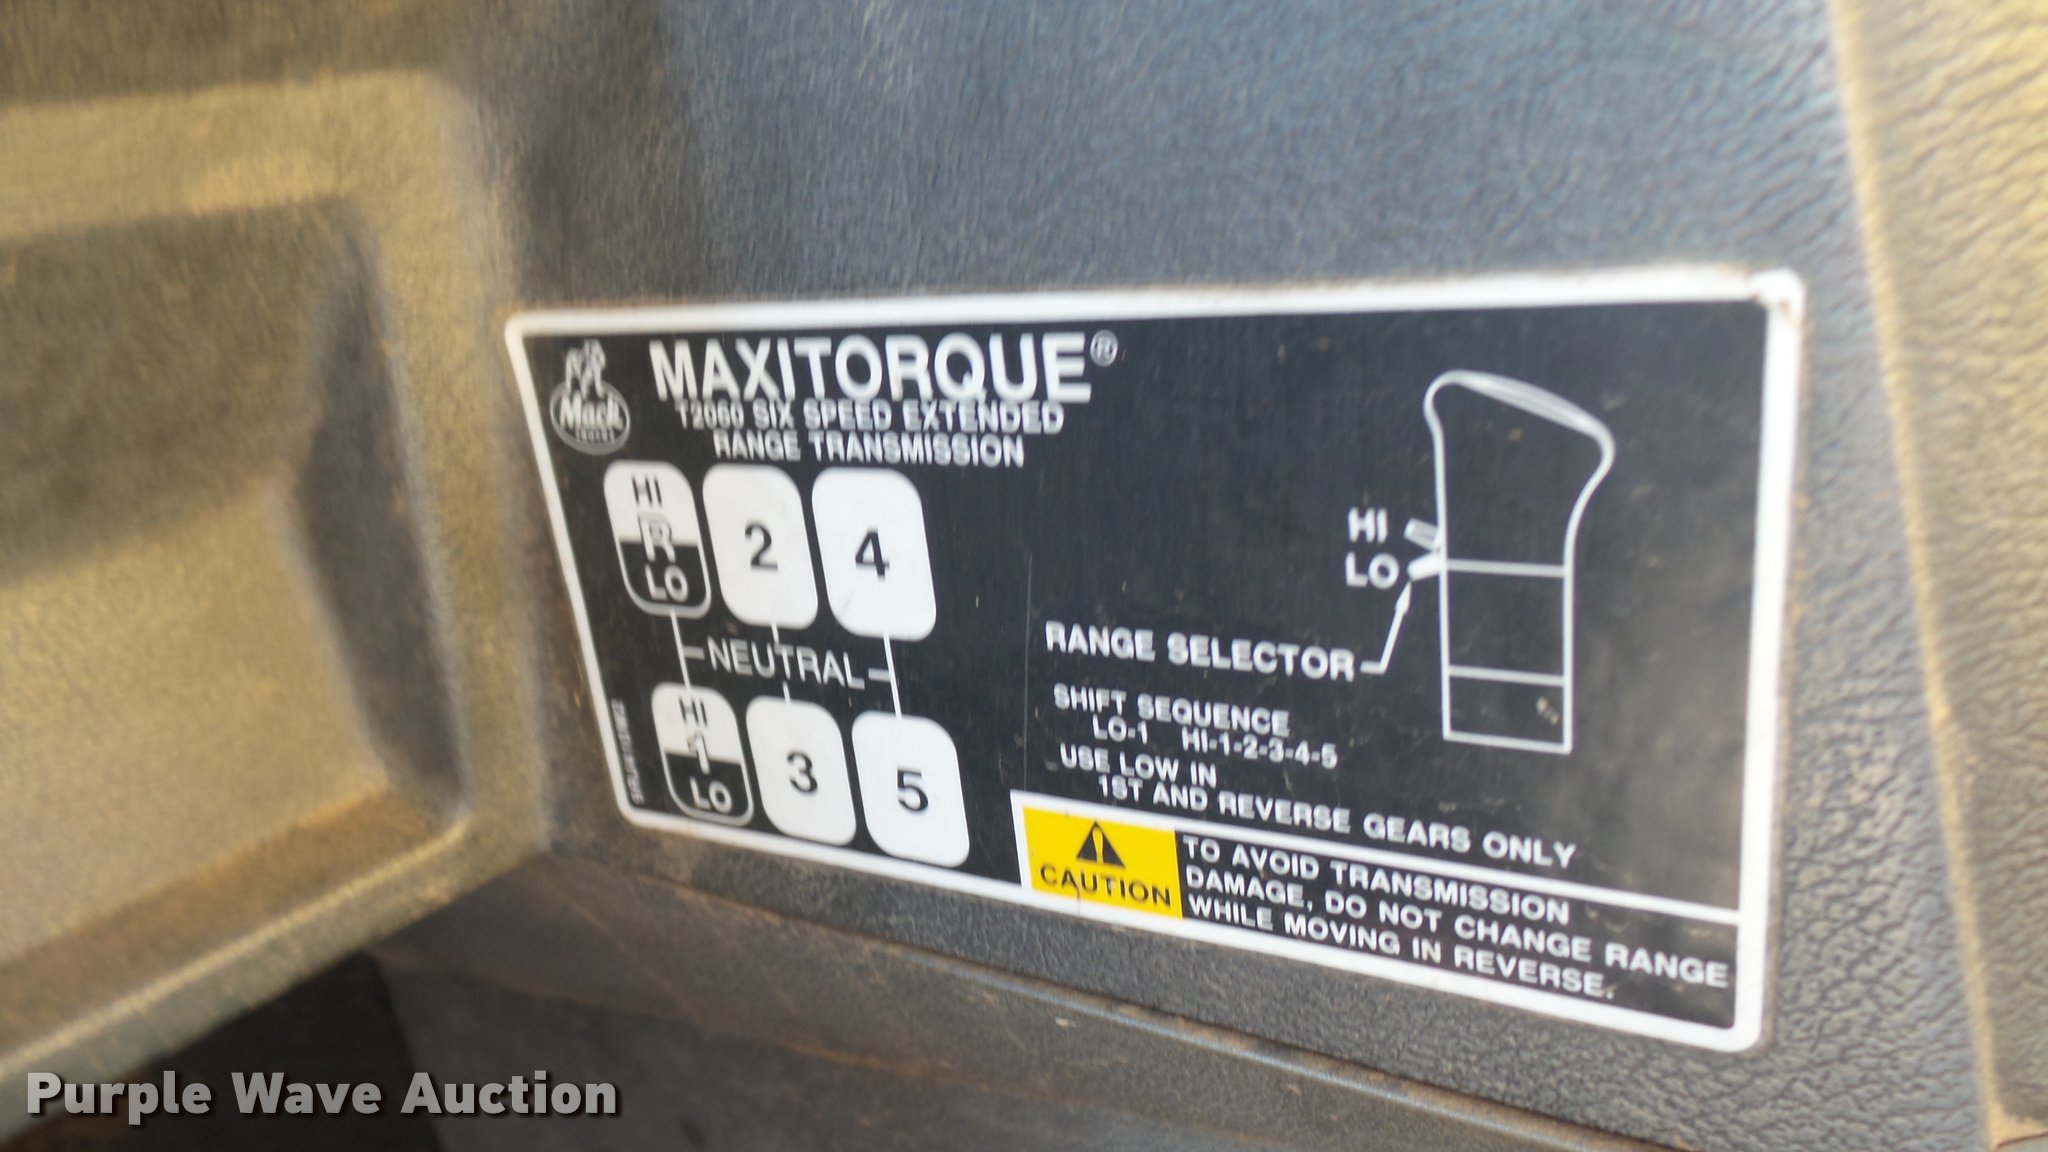 MAXITORQUE®
Mack
TRUCKS
T2060 SIX SPEED EXTENDED
RANGE TRANSMISSION
HI
R
LO
2
4
NEUTRAL
HI
1
LO
3
5
HI
LO
RANGE SELECTOR
SHIFT SEQUENCE
LO-1 HI-1-2-3-4-5
USE LOW IN
1ST AND REVERSE GEARS ONLY
CAUTION
TO AVOID TRANSMISSION
DAMAGE, DO NOT CHANGE RANGE
WHILE MOVING IN REVERSE.
Purple Wave Auction